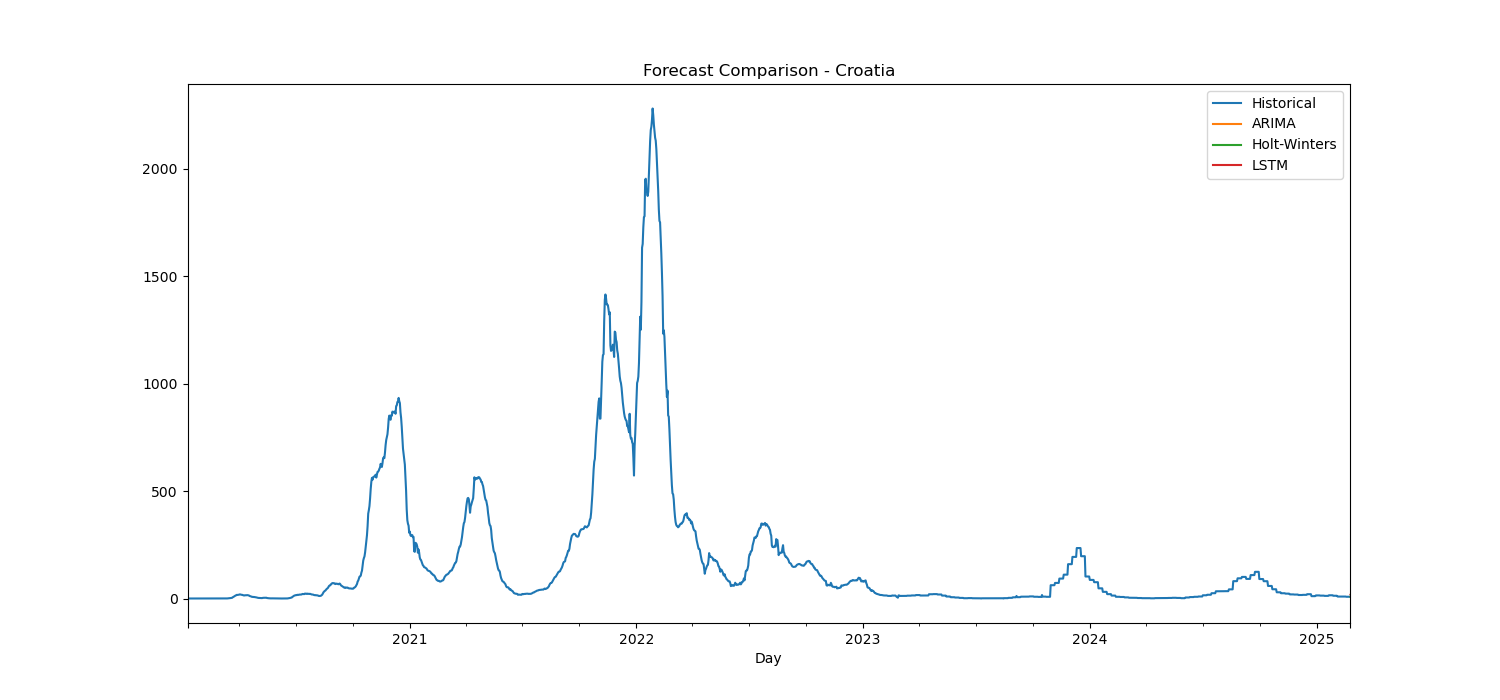 Forecast Comparison - Croatia
Historical
ARIMA
Holt-Winters
LSTM
2000
1500
1000
500
0
2021 2022 2023 2024 2025
Day